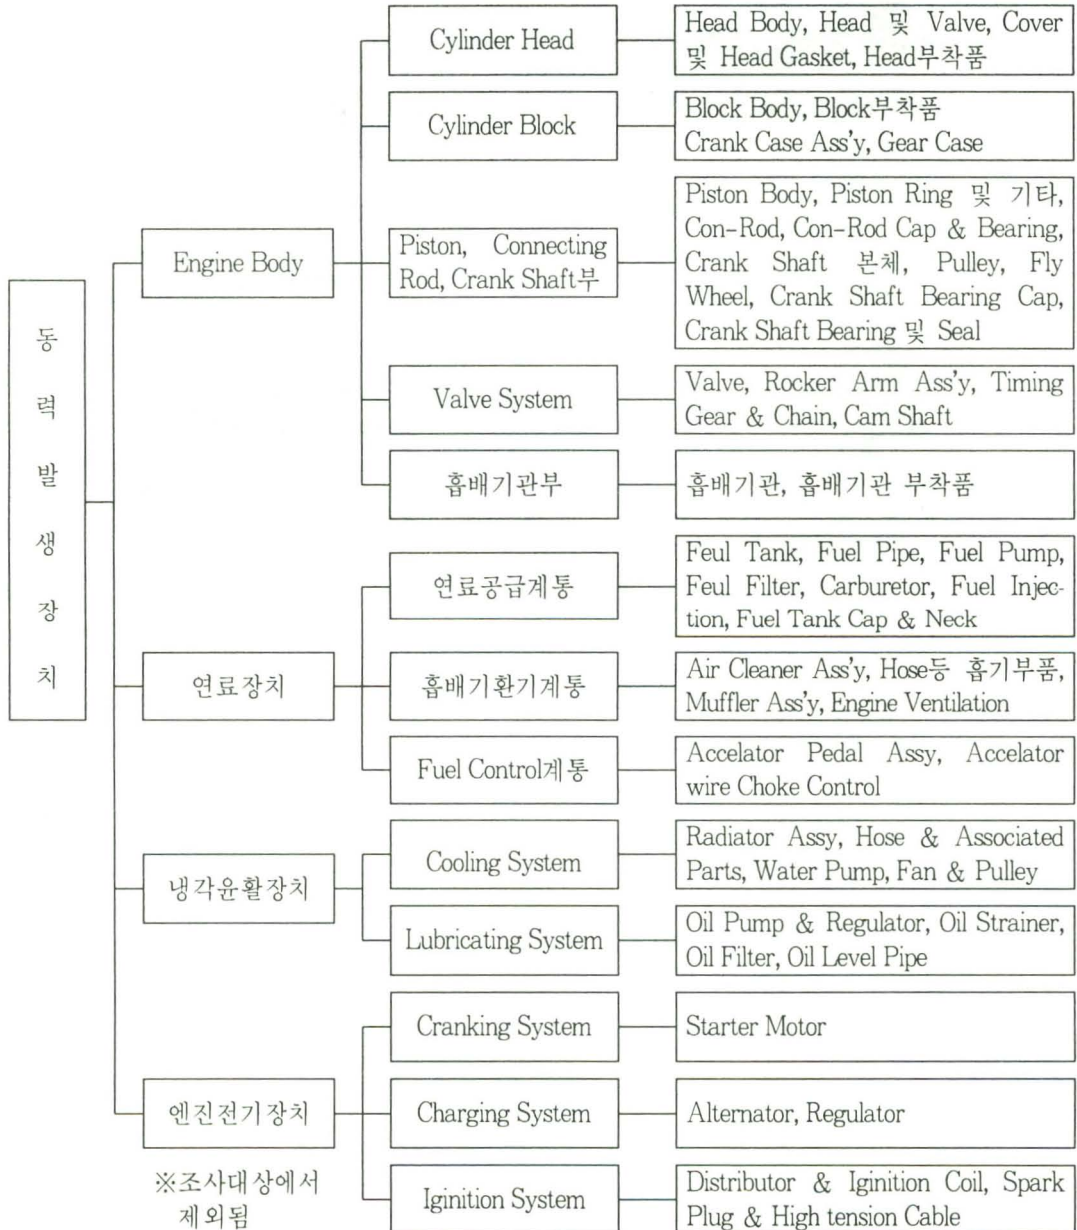 동
력
발
생
장
치
Engine Body
Cylinder Head
Head Body, Head 및 Valve, Cover
및 Head Gasket, Head부착품
Cylinder Block
Block Body, Block부착품
Crank Case Ass'y, Gear Case
Piston, Connecting
Rod, Crank Shaft부
Piston Body, Piston Ring 및 기타,
Con-Rod, Con-Rod Cap & Bearing,
Crank Shaft 본체, Pulley, Fly
Wheel, Crank Shaft Bearing Cap,
Crank Shaft Bearing 및 Seal
Valve System
Valve, Rocker Arm Ass'y, Timing
Gear & Chain, Cam Shaft
흡배기관부
흡배기관, 흡배기관 부착품
연료장치
연료공급계통
Feul Tank, Fuel Pipe, Fuel Pump,
Feul Filter, Carburetor, Fuel Injec-
tion, Fuel Tank Cap & Neck
흡배기환기계통
Air Cleaner Ass'y, Hose등 흡기부품,
Muffler Ass'y, Engine Ventilation
Fuel Control계통
Accelator Pedal Assy, Accelator
wire Choke Control
냉각윤활장치
Cooling System
Radiator Assy, Hose & Associated
Parts, Water Pump, Fan & Pulley
Lubricating System
Oil Pump & Regulator, Oil Strainer,
Oil Filter, Oil Level Pipe
엔진전기장치
※조사대상에서
제외됨
Cranking System
Starter Motor
Charging System
Alternator, Regulator
Iginition System
Distributor & Iginition Coil, Spark
Plug & High tension Cable